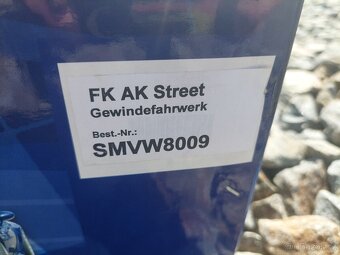 FK AK Street
Gewindefahrwerk
Best.-Nr.:
SMVW8009